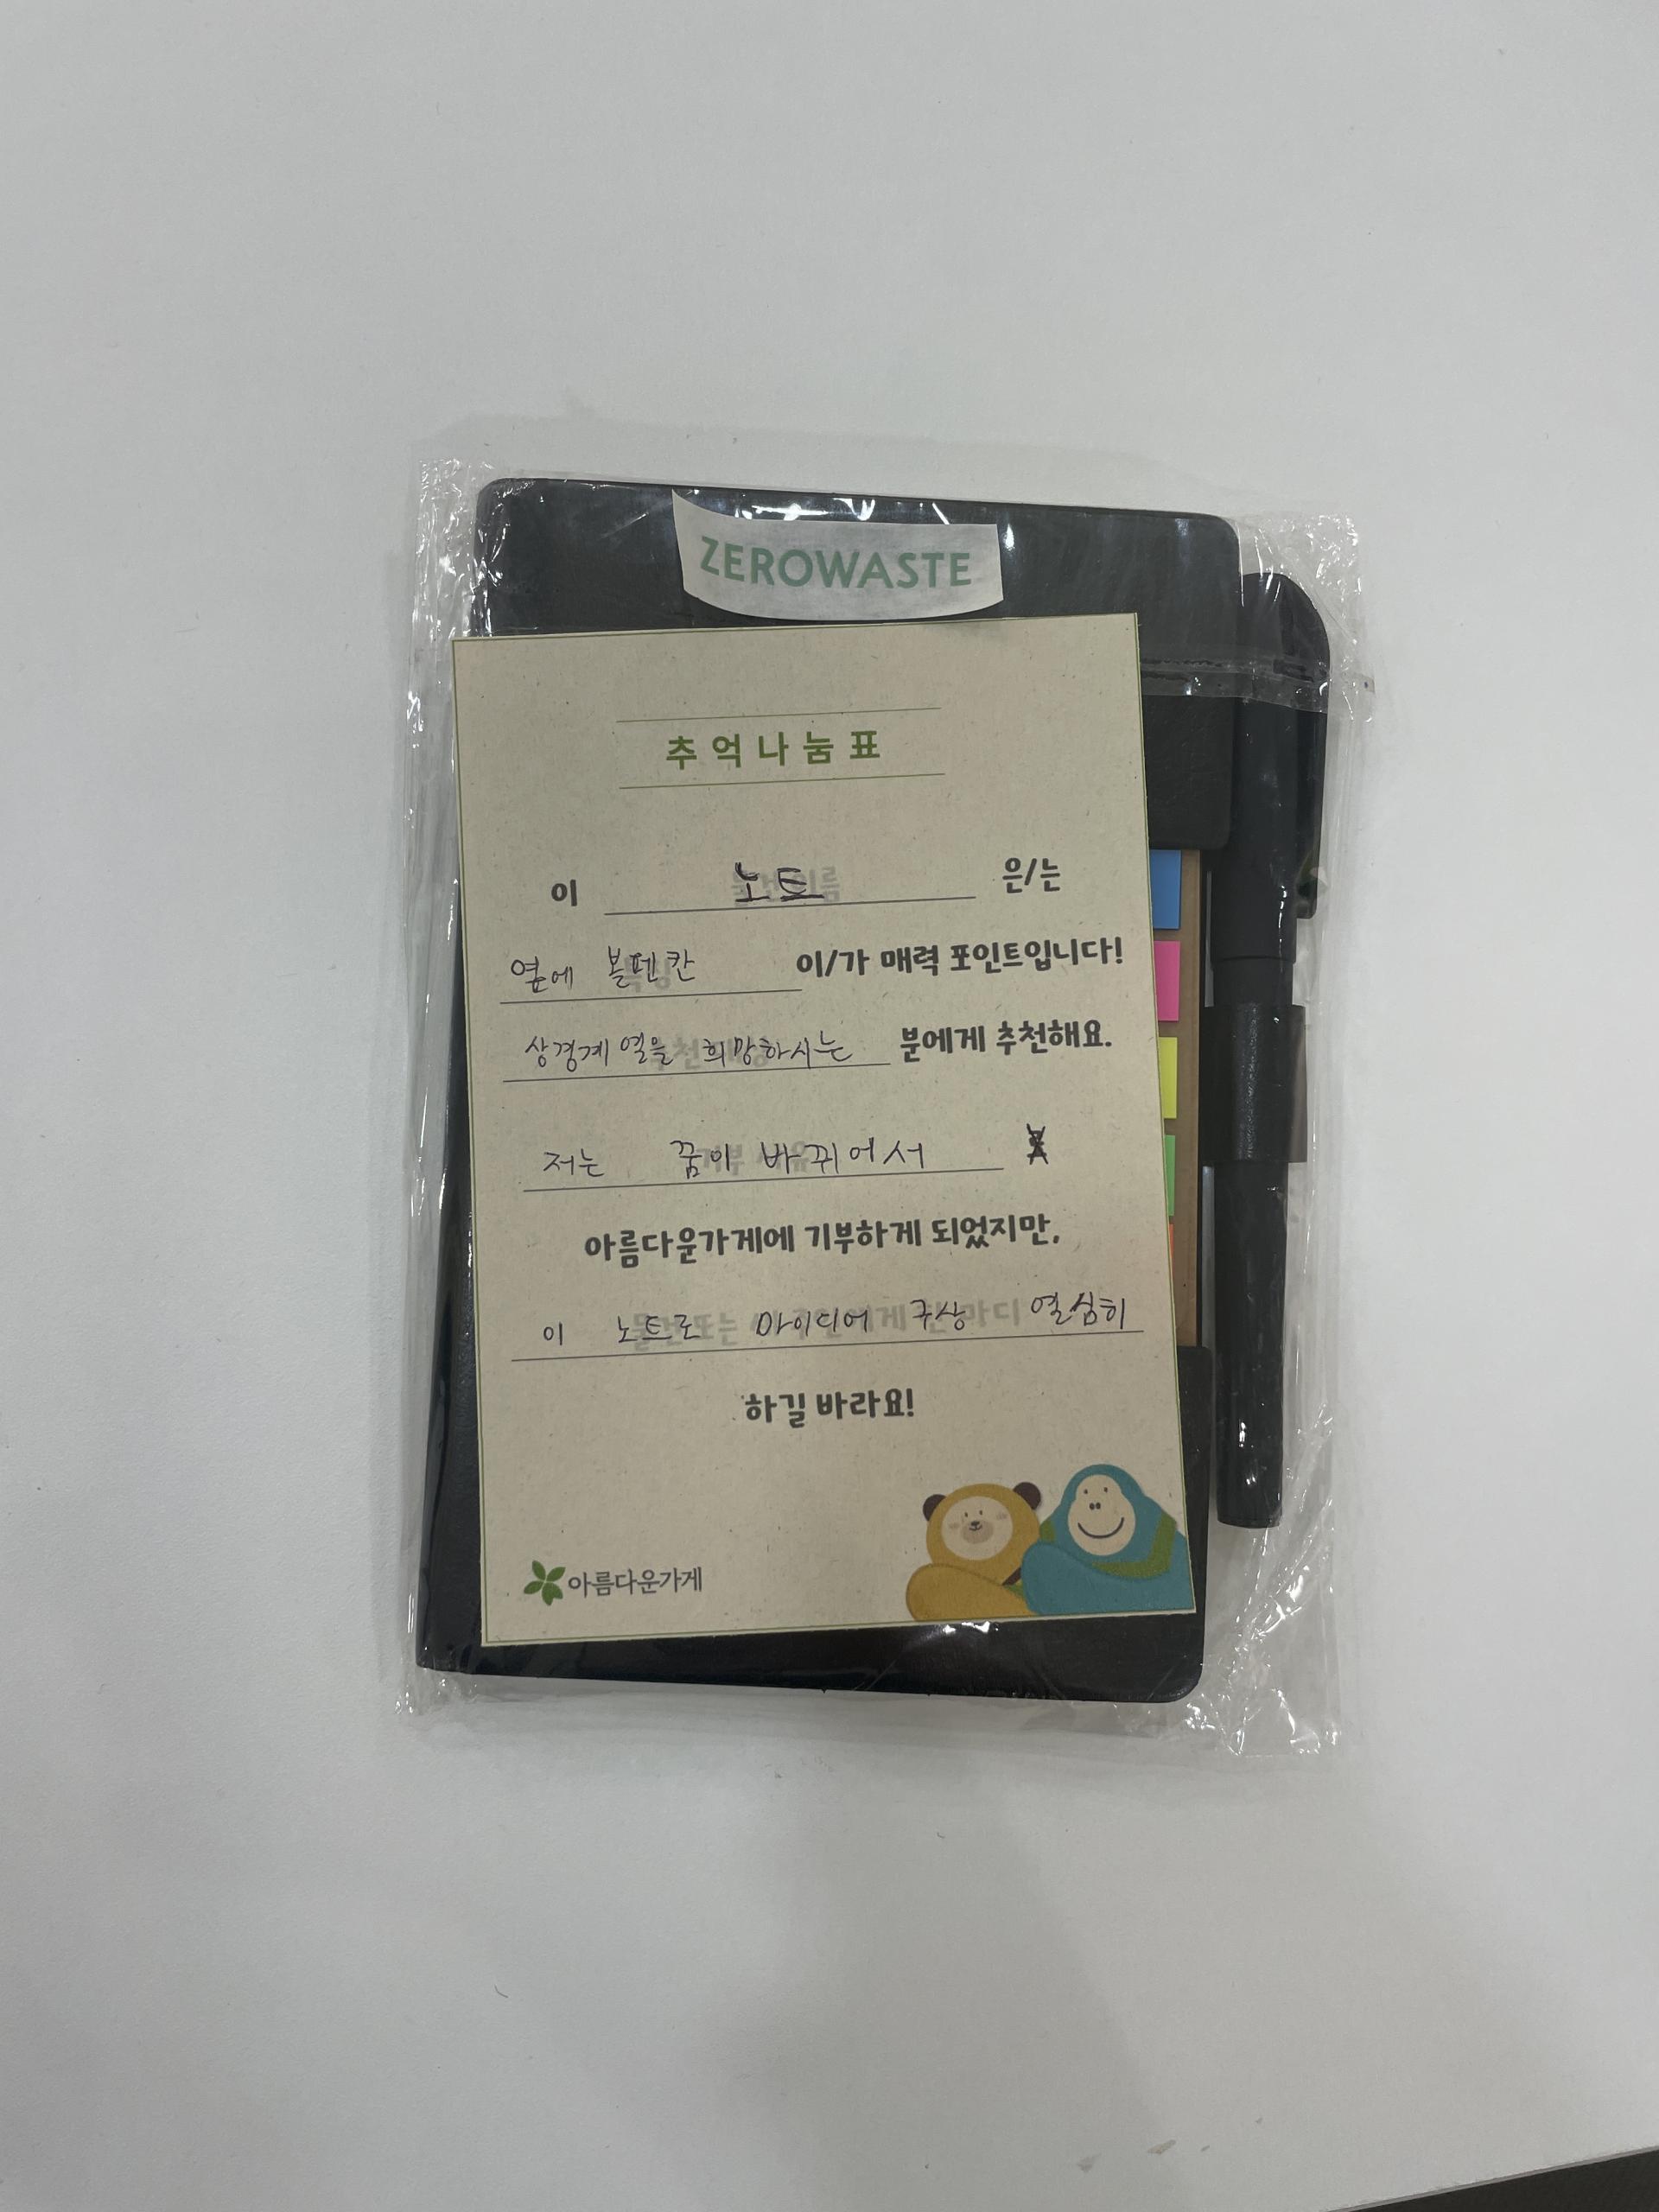 ZEROWASTE
추억나눔표
이 노트 은/는
옆에 볼펜칸 이/가 매력 포인트입니다!
상경계 열을 희망하시는 분에게 추천해요.
저는 꿈이 바뀌어서
아름다운가게에 기부하게 되었지만,
이 노트로 아이디어 구상 열심히
하길 바라요!
아름다운가게